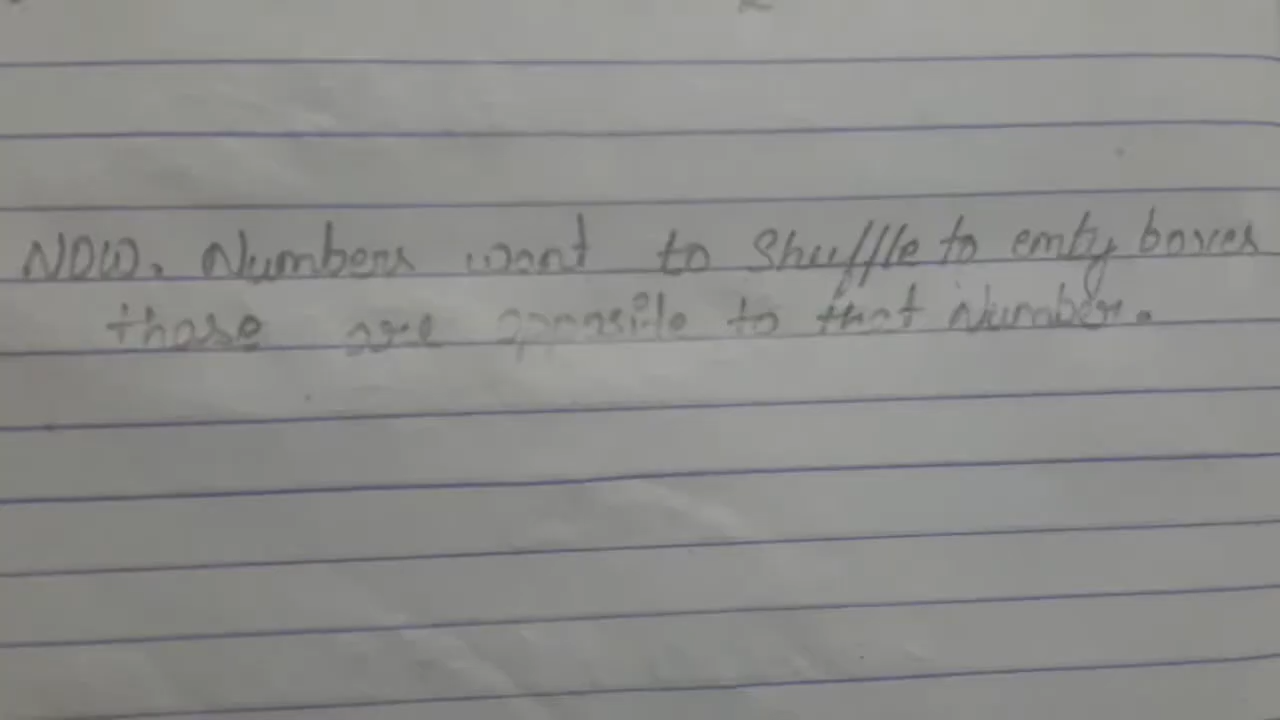 NOW. Numbers want to Shuffle to emty boxes
those are opposite to that Number.